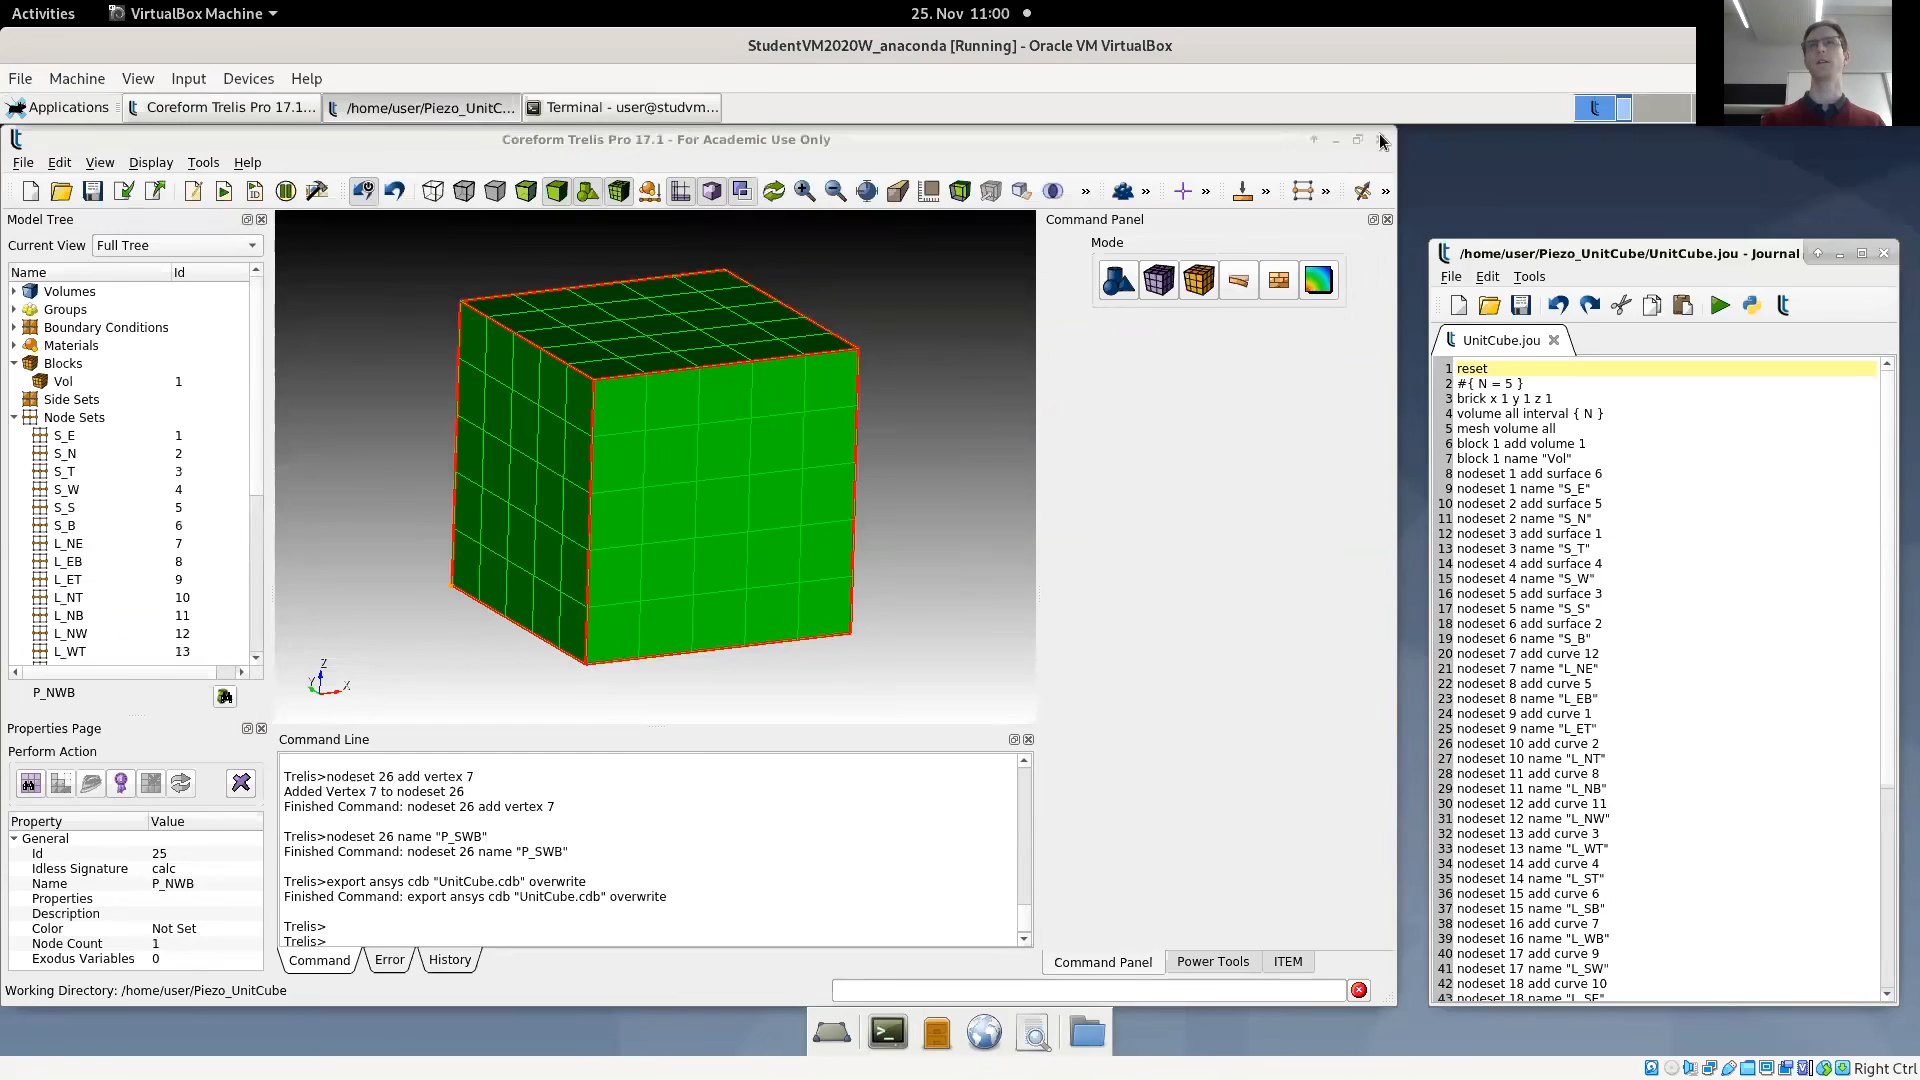 Activities
VirtualBox Machine
25. Nov 11:00
StudentVM2020W_anaconda [Running] - Oracle VM VirtualBox
File Machine View Input Devices Help
Applications
Coreform Trelis Pro 17.1...
/home/user/Piezo_UnitC...
Terminal - user@studvm...
Coreform Trelis Pro 17.1 - For Academic Use Only
File Edit View Display Tools Help
Model Tree
Current View Full Tree
Name Id
Volumes
Groups
Boundary Conditions
Materials
Blocks
Vol 1
Side Sets
Node Sets
S_E 1
S_N 2
S_T 3
S_W 4
S_S 5
S_B 6
L_NE 7
L_EB 8
L_ET 9
L_NT 10
L_NB 11
L_NW 12
L_WT 13
P_NWB
Properties Page
Perform Action
Property Value
General
Id 25
Idless Signature calc
Name P_NWB
Properties
Description
Color Not Set
Node Count 1
Exodus Variables 0
Working Directory: /home/user/Piezo_UnitCube
Z
Y
X
Command Line
Trelis>nodeset 26 add vertex 7
Added Vertex 7 to nodeset 26
Finished Command: nodeset 26 add vertex 7
Trelis>nodeset 26 name "P_SWB"
Finished Command: nodeset 26 name "P_SWB"
Trelis>export ansys cdb "UnitCube.cdb" overwrite
Finished Command: export ansys cdb "UnitCube.cdb" overwrite
Trelis>
Trelis>
Command Error History
Command Panel
Mode
Command Panel Power Tools ITEM
/home/user/Piezo_UnitCube/UnitCube.jou - Journal
File Edit Tools
UnitCube.jou
1 reset
2 #{ N = 5 }
3 brick x 1 y 1 z 1
4 volume all interval { N }
5 mesh volume all
6 block 1 add volume 1
7 block 1 name "Vol"
8 nodeset 1 add surface 6
9 nodeset 1 name "S_E"
10 nodeset 2 add surface 5
11 nodeset 2 name "S_N"
12 nodeset 3 add surface 1
13 nodeset 3 name "S_T"
14 nodeset 4 add surface 4
15 nodeset 4 name "S_W"
16 nodeset 5 add surface 3
17 nodeset 5 name "S_S"
18 nodeset 6 add surface 2
19 nodeset 6 name "S_B"
20 nodeset 7 add curve 12
21 nodeset 7 name "L_NE"
22 nodeset 8 add curve 5
23 nodeset 8 name "L_EB"
24 nodeset 9 add curve 1
25 nodeset 9 name "L_ET"
26 nodeset 10 add curve 2
27 nodeset 10 name "L_NT"
28 nodeset 11 add curve 8
29 nodeset 11 name "L_NB"
30 nodeset 12 add curve 11
31 nodeset 12 name "L_NW"
32 nodeset 13 add curve 3
33 nodeset 13 name "L_WT"
34 nodeset 14 add curve 4
35 nodeset 14 name "L_ST"
36 nodeset 15 add curve 6
37 nodeset 15 name "L_SB"
38 nodeset 16 add curve 7
39 nodeset 16 name "L_WB"
40 nodeset 17 add curve 9
41 nodeset 17 name "L_SW"
42 nodeset 18 add curve 10
43 nodeset 18 name "L_SE"
Right Ctrl